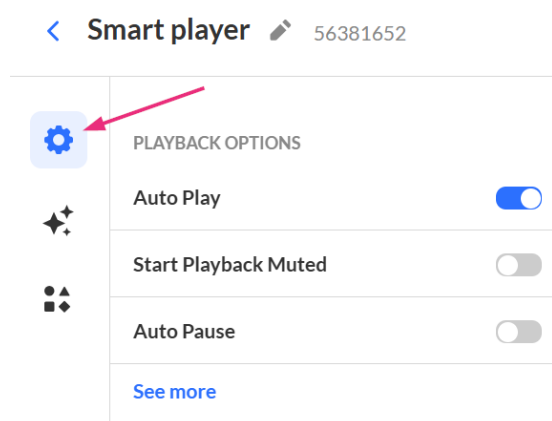 Smart player 56381652
PLAYBACK OPTIONS
Auto Play
Start Playback Muted
Auto Pause
See more